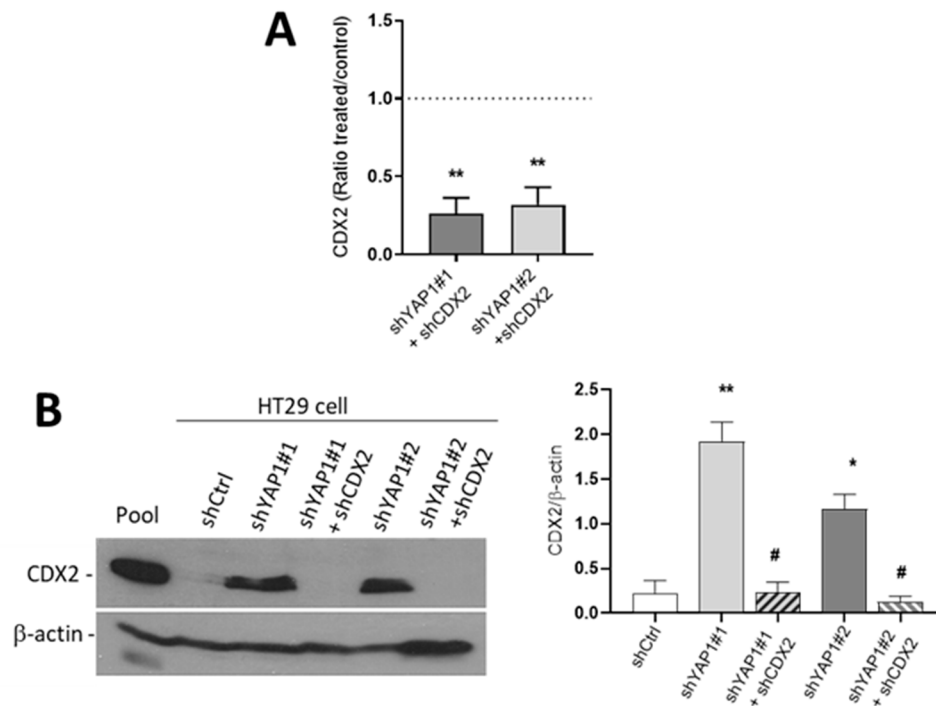 A
CDX2 (Ratio treated/control)
1.5
1.0
0.5
0.0
**
**
shYAP1#1
+ shCDX2
shYAP1#2
+shCDX2
B
HT29 cell
Pool
shCtrl
shYAP1#1
shYAP1#1
+ shCDX2
shYAP1#2
shYAP1#2
+shCDX2
CDX2 -
β-actin -
CDX2/β-actin
2.5
2.0
1.5
1.0
0.5
0.0
**
#
*
#
shCtrl
shYAP1#1
shYAP1#1
+ shCDX2
shYAP1#2
shYAP1#2
+ shCDX2